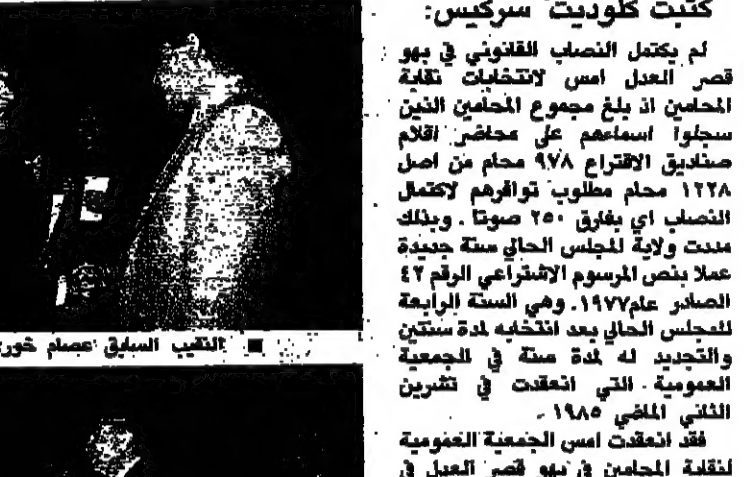 كتبت كلوديت سركيس:
لم يكتمل النصاب القانوني في بهو
قصر العدل امس لانتخابات نقابة
المحامين اذ بلغ مجموع المحامين الذين
سجلوا اسماءهم على محاضر اقلام
صناديق الاقتراع ٩٧٨ محام من اصل
١٢٢٨ محام مطلوب توافرهم لاكتمال
النصاب اي بفارق ٢٥٠ صوتا . وبذلك
مددت ولاية المجلس الحالي سنة جديدة
عملا بنص المرسوم الاشتراعي الرقم ٤٢
الصادر عام ١٩٧٧. وهي السنة الرابعة
للمجلس الحالي بعد انتخابه لمدة سنتين
والتجديد له لمدة سنة في الجمعية
العمومية التي انعقدت في تشرين
الثاني الماضي ١٩٨٥ .
فقد انعقدت امس الجمعية العمومية
لنقابة المحامين في بهو قصر العدل في
■ النقيب السابق عصام خوري